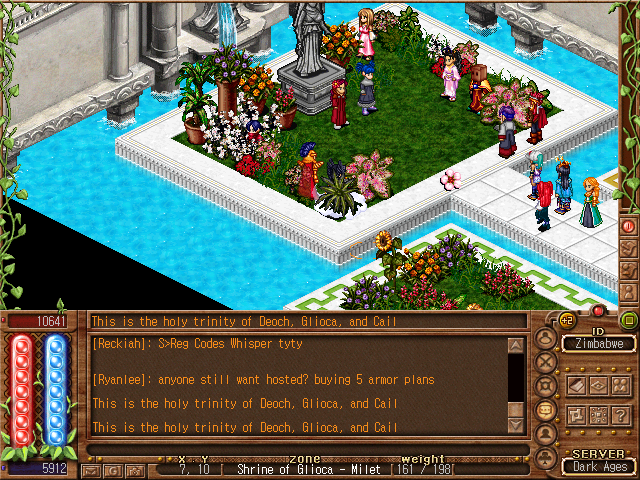 10641
This is the holy trinity of Deoch, Glioca, and Cail
+2
ID
Zimbabwe
[Reckiah]: S>Reg Codes Whisper tyty
[Ryanlee]: anyone still want hosted? buying 5 armor plans
This is the holy trinity of Deoch, Glioca, and Cail
This is the holy trinity of Deoch, Glioca, and Cail
?
X Y ZONE weight
SERVER
5912
G
7, 10 [ Shrine of Glioca - Milet [161 / 198[
Dark Ages